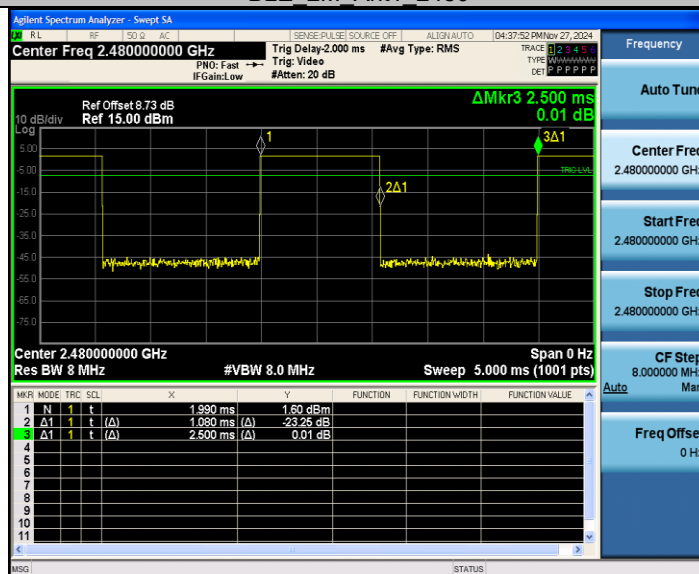 Agilent Spectrum Analyzer - Swept SA
RL RF 50 Ω AC SENSE:PULSE SOURCE OFF ALIGN AUTO 04:37:52 PM Nov 27, 2024
Center Freq 2.480000000 GHz
PNO: Fast
IFGain:Low
Trig Delay-2.000 ms
Trig: Video
#Atten: 20 dB
#Avg Type: RMS
TRACE 1 2 3 4 5 6
TYPE WWWWWW
DET P P P P P P
ΔMkr3 2.500 ms
0.01 dB
Ref Offset 8.73 dB
10 dB/div Ref 15.00 dBm
Log
5.00
-5.00
-15.0
-25.0
-35.0
-45.0
-55.0
-65.0
-75.0
1
2Δ1
3Δ1
TRIG LVL
Center 2.480000000 GHz Span 0 Hz
Res BW 8 MHz #VBW 8.0 MHz Sweep 5.000 ms (1001 pts)
MKR MODE TRC SCL X Y FUNCTION FUNCTION WIDTH FUNCTION VALUE
1 N 1 t 1.990 ms 1.60 dBm
2 Δ1 1 t (Δ) 1.080 ms (Δ) -23.25 dB
3 Δ1 1 t (Δ) 2.500 ms (Δ) 0.01 dB
4
5
6
7
8
9
10
11
MSG STATUS
Frequency
Auto Tune
Center Freq
2.480000000 GHz
Start Freq
2.480000000 GHz
Stop Freq
2.480000000 GHz
CF Step
8.000000 MHz
Auto Man
Freq Offset
0 Hz